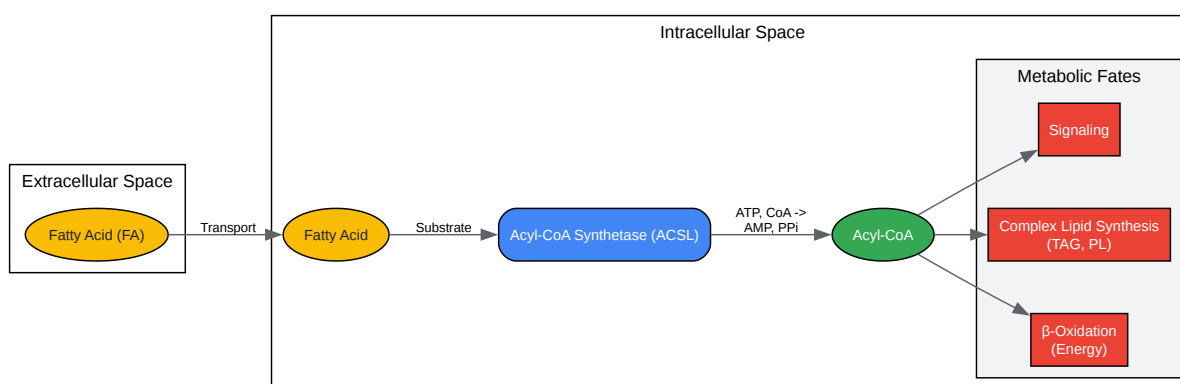 Intracellular Space
Metabolic Fates
Signaling
Extracellular Space
Fatty Acid (FA)
Transport
Fatty Acid
Substrate
Acyl-CoA Synthetase (ACSL)
ATP, CoA ->
AMP, PPi
Acyl-CoA
Complex Lipid Synthesis
(TAG, PL)
β-Oxidation
(Energy)